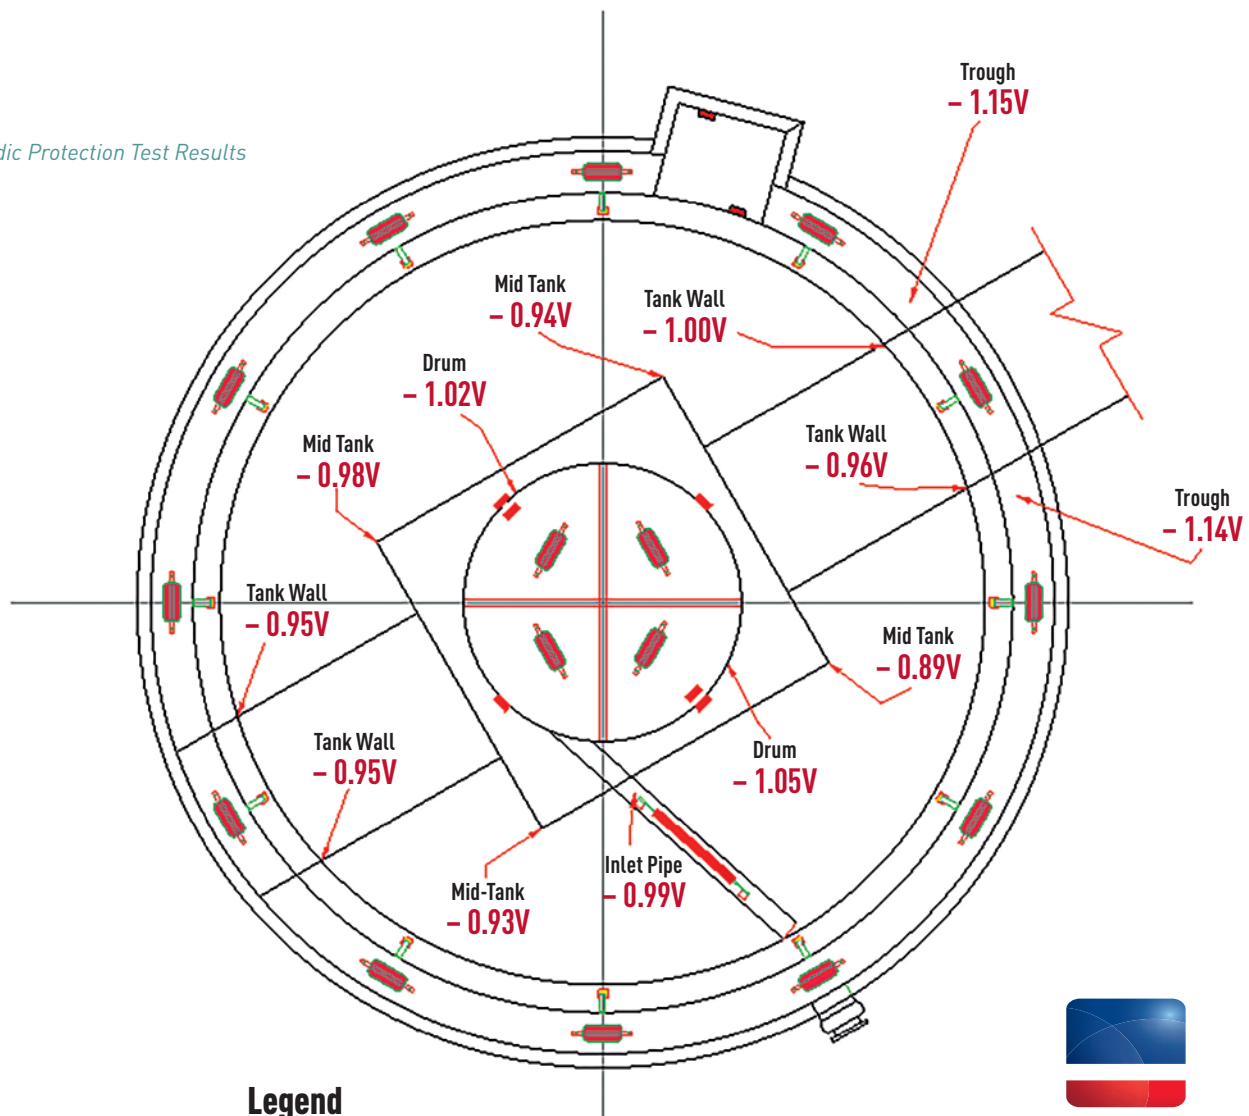 Trough
– 1.15V
dic Protection Test Results
Mid Tank
– 0.94V
Tank Wall
– 1.00V
Drum
– 1.02V
Mid Tank
– 0.98V
Tank Wall
– 0.96V
Trough
– 1.14V
Tank Wall
– 0.95V
Mid Tank
– 0.89V
Tank Wall
– 0.95V
Drum
– 1.05V
Inlet Pipe
– 0.99V
Mid-Tank
– 0.93V
Legend